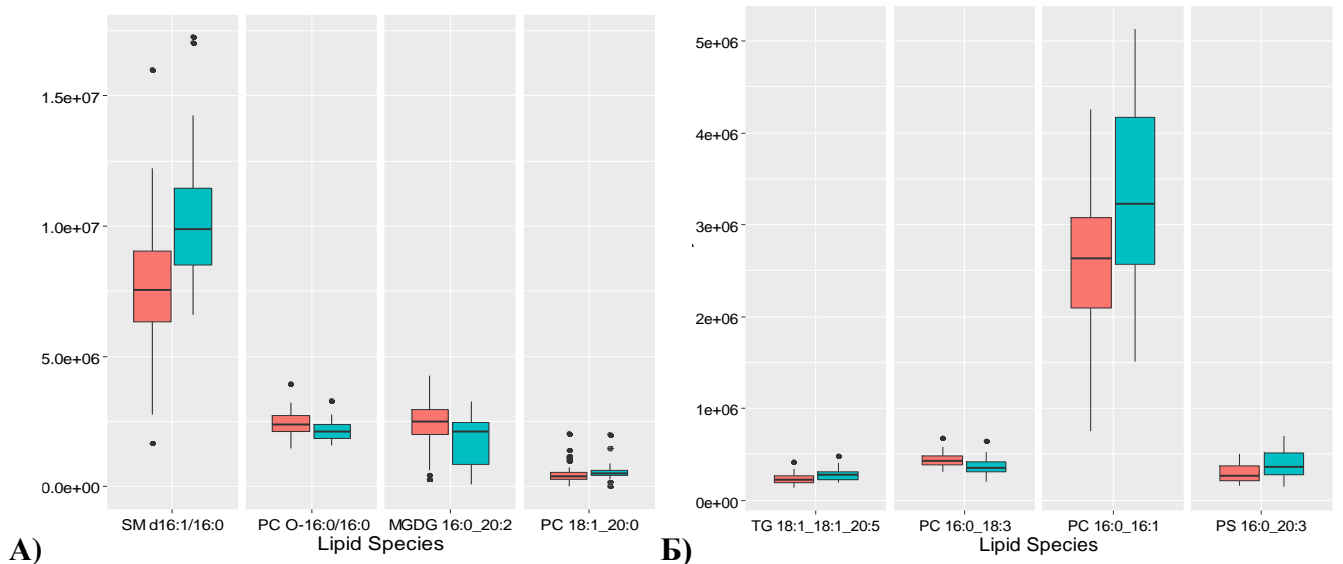 1.5e+07
1.0e+07
5.0e+06
0.0e+00
SM d16:1/16:0 PC O-16:0/16:0 MGDG 16:0_20:2 PC 18:1_20:0
Lipid Species
А)
5e+06
4e+06
3e+06
2e+06
1e+06
0e+00
TG 18:1_18:1_20:5 PC 16:0_18:3 PC 16:0_16:1 PS 16:0_20:3
Lipid Species
Б)